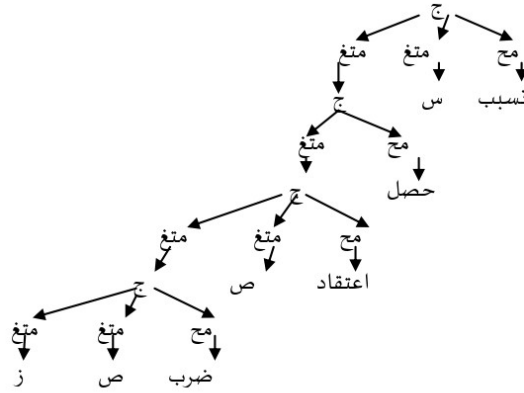 ج
مح متغ متغ
تسبب س ج
مح متغ
حصل
ج
مح متغ متغ
اعتقاد ص ج
مح متغ متغ
ضرب ص ز